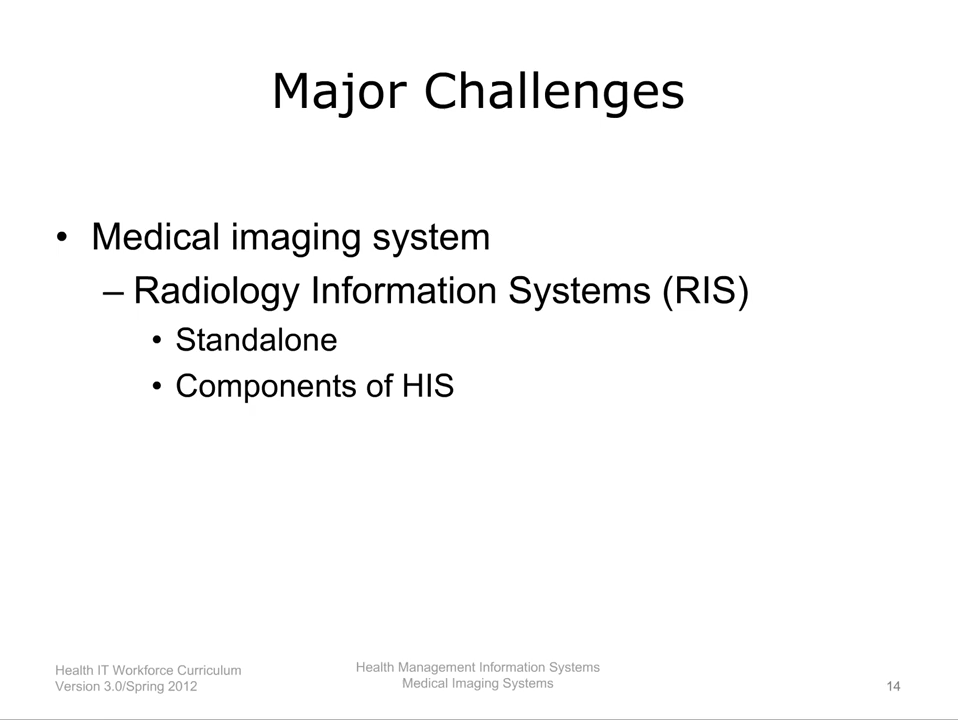 Major Challenges
• Medical imaging system
– Radiology Information Systems (RIS)
• Standalone
• Components of HIS
Health IT Workforce Curriculum
Version 3.0/Spring 2012
Health Management Information Systems
Medical Imaging Systems
14